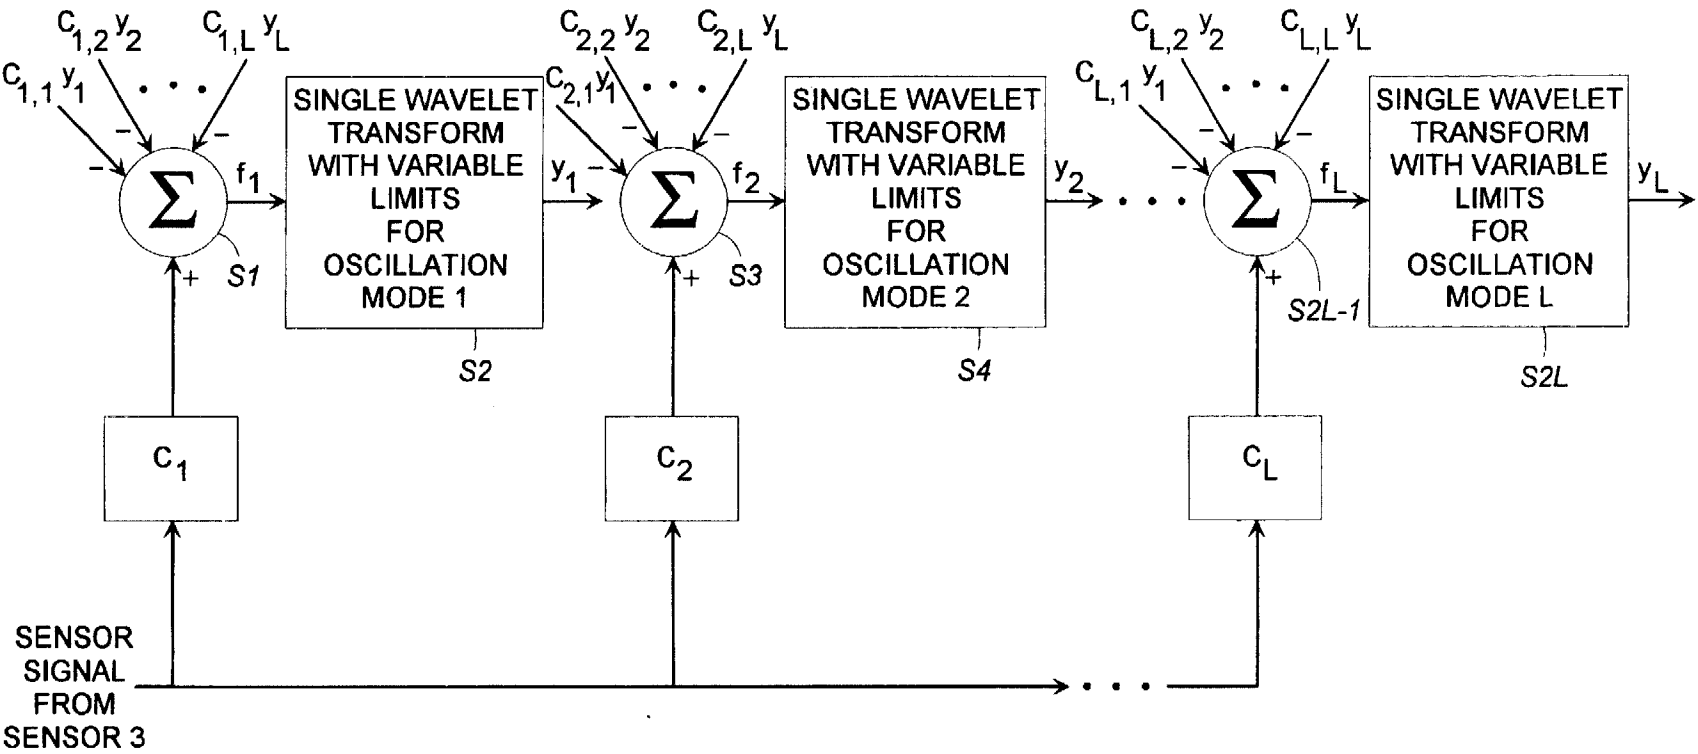 C1,1 y1
C1,2 y2
C1,L yL
. . .
−
−
−
Σ
+
S1
f1
SINGLE WAVELET
TRANSFORM
WITH VARIABLE
LIMITS
FOR
OSCILLATION
MODE 1
S2
y1
C1
C2,1 y1
C2,2 y2
C2,L yL
. . .
−
−
−
Σ
+
S3
f2
SINGLE WAVELET
TRANSFORM
WITH VARIABLE
LIMITS
FOR
OSCILLATION
MODE 2
S4
y2
. . .
C2
CL,1 y1
CL,2 y2
CL,L yL
. . .
−
−
−
Σ
+
S2L-1
fL
SINGLE WAVELET
TRANSFORM
WITH VARIABLE
LIMITS
FOR
OSCILLATION
MODE L
S2L
yL
CL
SENSOR
SIGNAL
FROM
SENSOR 3
. . .